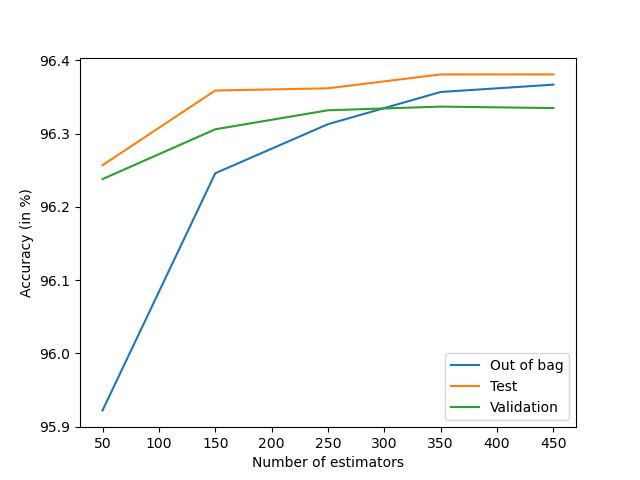 96.4
96.3
96.2
96.1
96.0
95.9
Accuracy (in %)
50 100 150 200 250 300 350 400 450
Number of estimators
Out of bag
Test
Validation